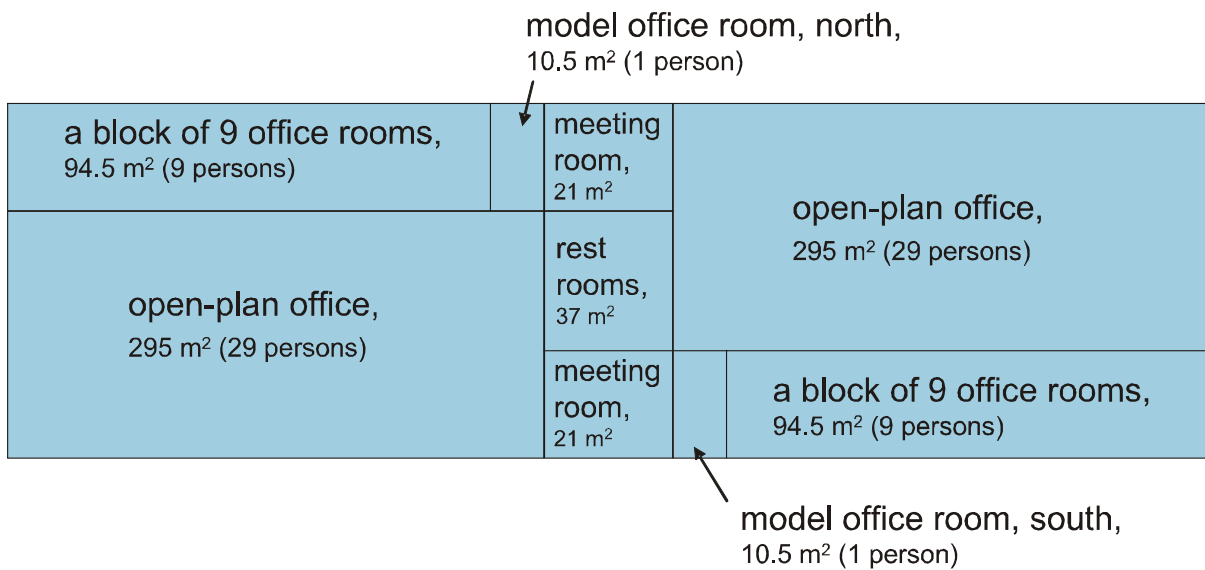 model office room, north,
10.5 m² (1 person)
a block of 9 office rooms,
94.5 m² (9 persons)
meeting
room,
21 m²
open-plan office,
295 m² (29 persons)
rest
rooms,
37 m²
open-plan office,
295 m² (29 persons)
meeting
room,
21 m²
a block of 9 office rooms,
94.5 m² (9 persons)
model office room, south,
10.5 m² (1 person)